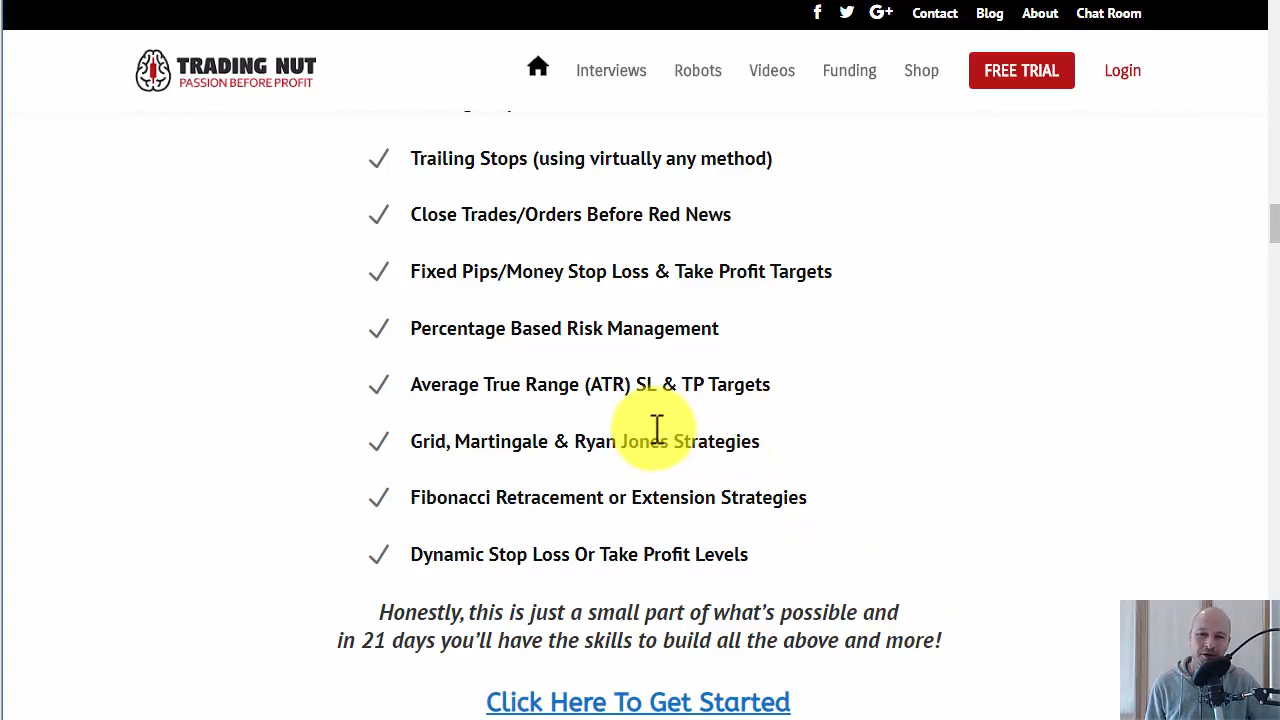 Contact Blog About Chat Room
TRADING NUT
PASSION BEFORE PROFIT
Interviews Robots Videos Funding Shop FREE TRIAL Login
Trailing Stops (using virtually any method)
Close Trades/Orders Before Red News
Fixed Pips/Money Stop Loss & Take Profit Targets
Percentage Based Risk Management
Average True Range (ATR) SL & TP Targets
Grid, Martingale & Ryan Jones Strategies
Fibonacci Retracement or Extension Strategies
Dynamic Stop Loss Or Take Profit Levels
Honestly, this is just a small part of what's possible and
in 21 days you'll have the skills to build all the above and more!
Click Here To Get Started